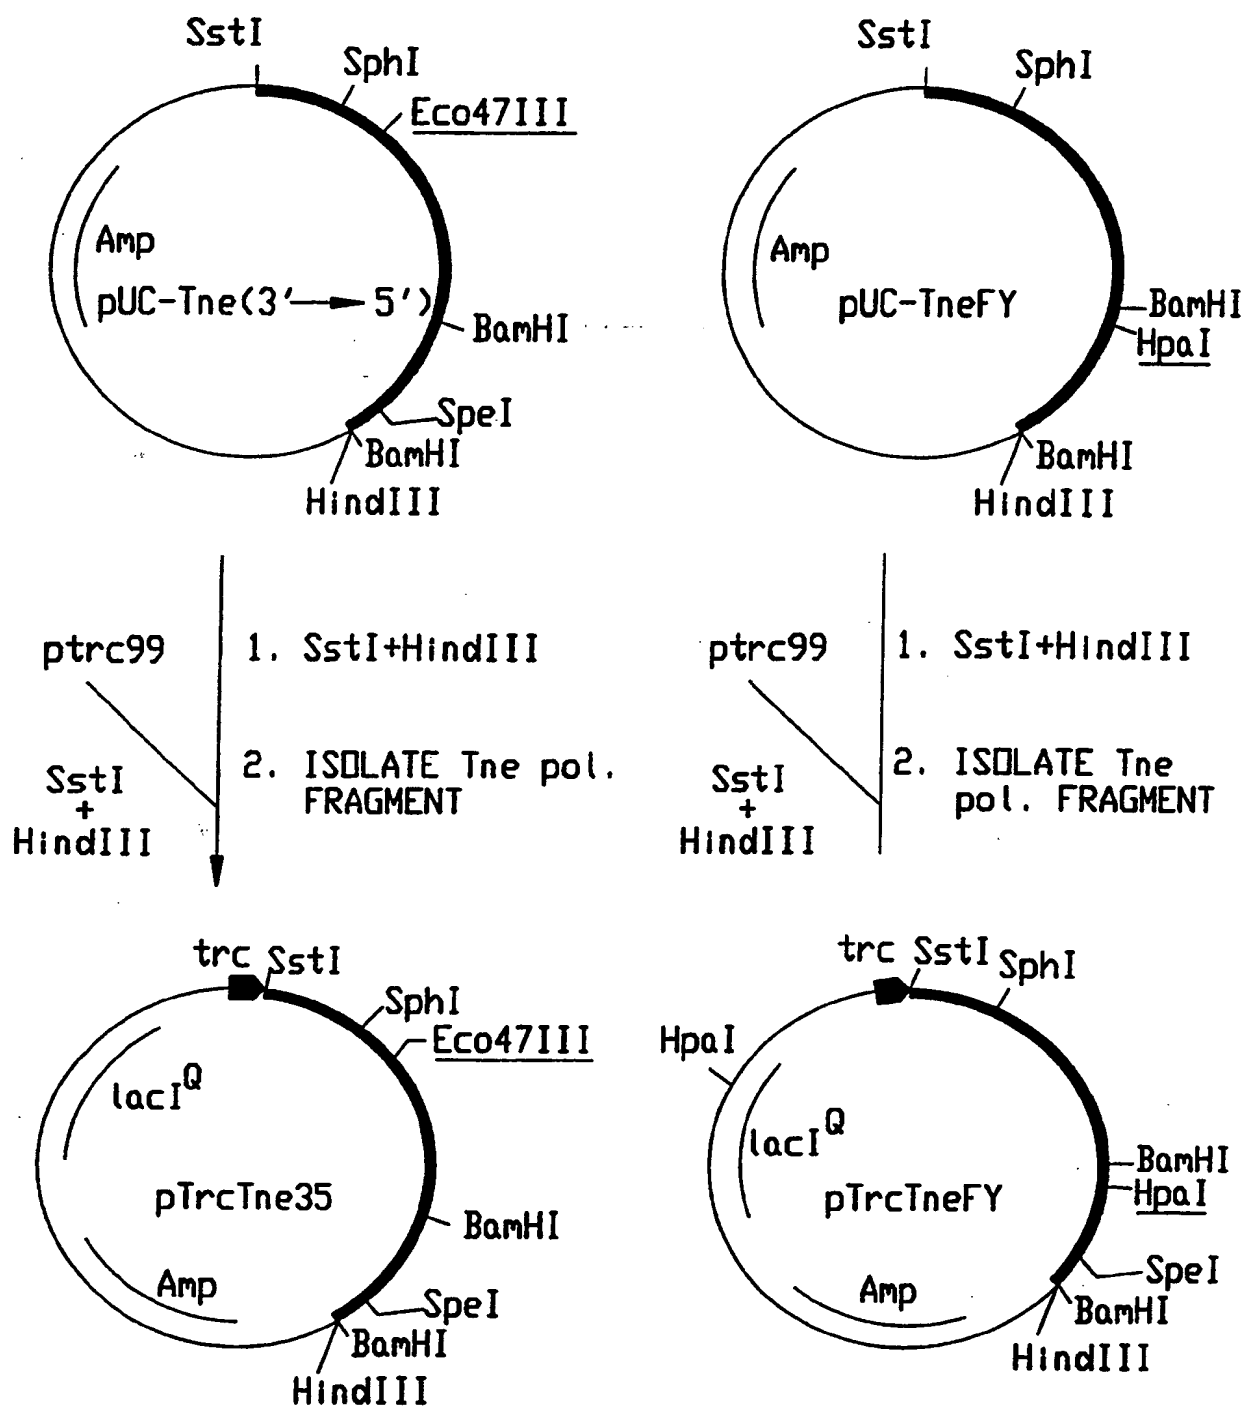 SstI
SphI
Eco47III
Amp
pUC-Tne(3' → 5')
BamHI
SpeI
BamHI
HindIII
SstI
SphI
Amp
pUC-TneFY
BamHI
HpaI
BamHI
HindIII
ptrc99
1. SstI+HindIII
SstI
+
HindIII
2. ISOLATE Tne pol.
FRAGMENT
ptrc99
1. SstI+HindIII
SstI
+
HindIII
2. ISOLATE Tne
pol. FRAGMENT
trc SstI
SphI
Eco47III
lacI^Q
pTrcTne35
BamHI
Amp
SpeI
BamHI
HindIII
trc SstI
SphI
HpaI
lacI^Q
BamHI
HpaI
pTrcTneFY
SpeI
Amp
BamHI
HindIII